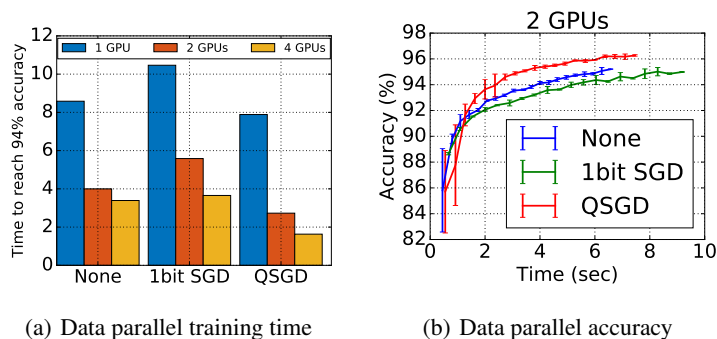 1 GPU 2 GPUs 4 GPUs
Time to reach 94% accuracy
12
10
8
6
4
2
0
None 1bit SGD QSGD
(a) Data parallel training time
2 GPUs
Accuracy (%)
98
96
94
92
90
88
86
84
82
None
1bit SGD
QSGD
0 2 4 6 8 10
Time (sec)
(b) Data parallel accuracy